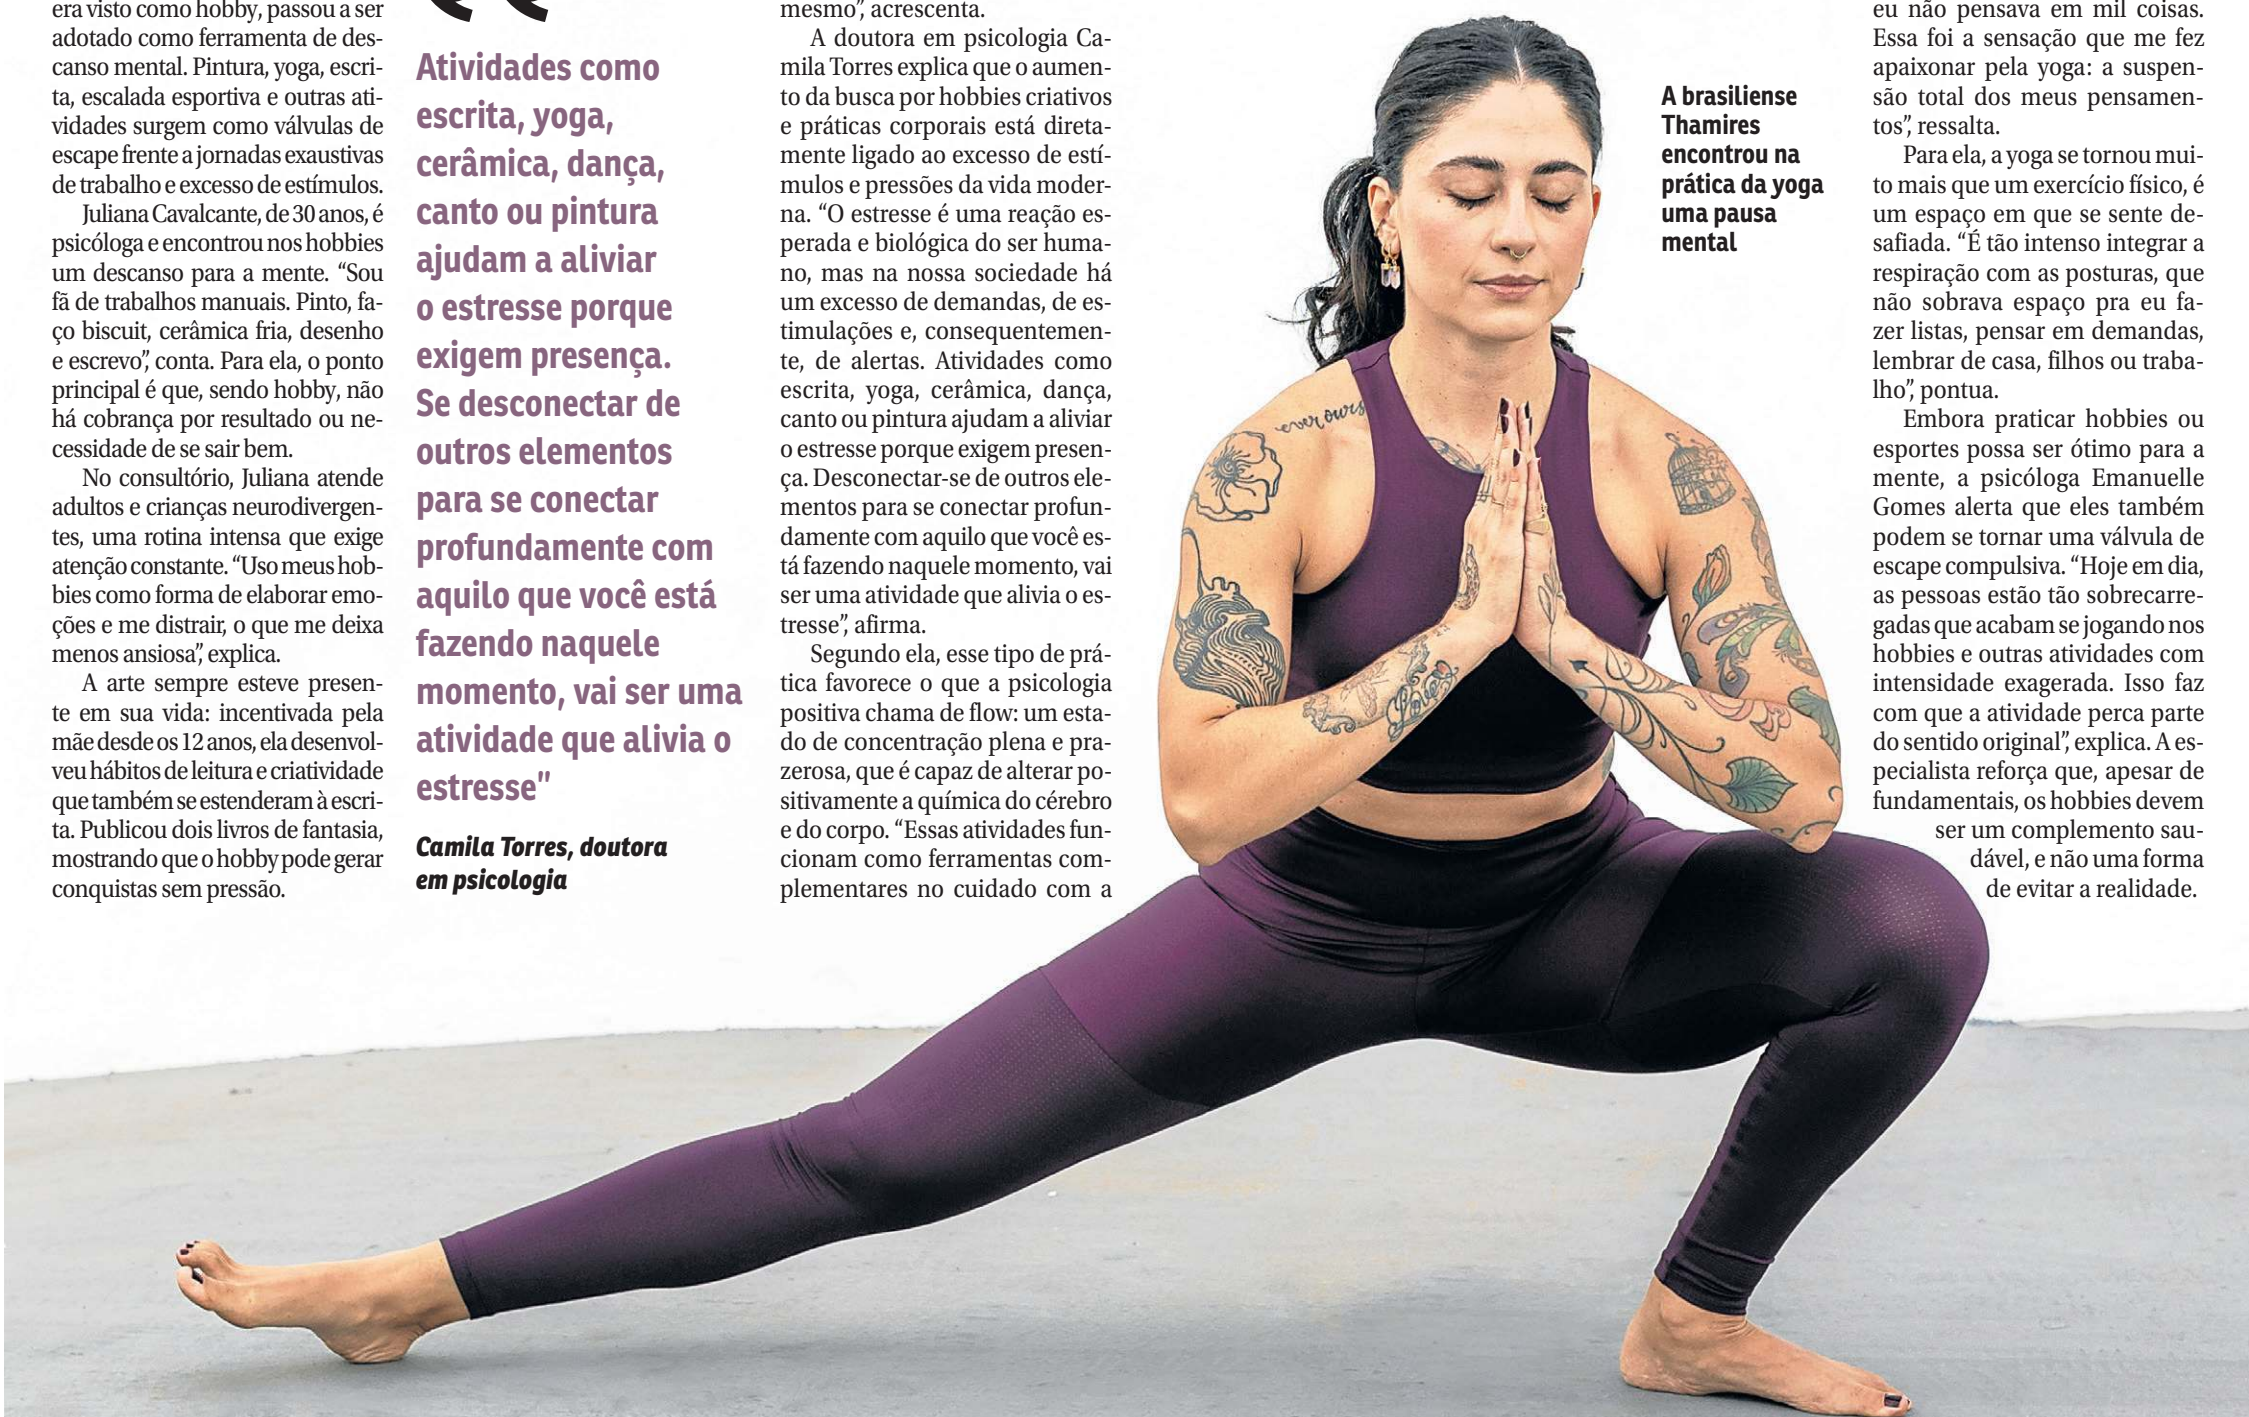 era visto como hobby, passou a ser
adotado como ferramenta de des-
canso mental. Pintura, yoga, escri-
ta, escalada esportiva e outras ati-
vidades surgem como válvulas de
escape frente a jornadas exaustivas
de trabalho e excesso de estímulos.
Juliana Cavalcante, de 30 anos, é
psicóloga e encontrou nos hobbies
um descanso para a mente. “Sou
fã de trabalhos manuais. Pinto, fa-
ço biscuit, cerâmica fria, desenho
e escrevo”, conta. Para ela, o ponto
principal é que, sendo hobby, não
há cobrança por resultado ou ne-
cessidade de se sair bem.
No consultório, Juliana atende
adultos e crianças neurodivergen-
tes, uma rotina intensa que exige
atenção constante. “Uso meus hob-
bies como forma de elaborar emo-
ções e me distrair, o que me deixa
menos ansiosa”, explica.
A arte sempre esteve presen-
te em sua vida: incentivada pela
mãe desde os 12 anos, ela desenvol-
veu hábitos de leitura e criatividade
que também se estenderam à escri-
ta. Publicou dois livros de fantasia,
mostrando que o hobby pode gerar
conquistas sem pressão.
Atividades como
escrita, yoga,
cerâmica, dança,
canto ou pintura
ajudam a aliviar
o estresse porque
exigem presença.
Se desconectar de
outros elementos
para se conectar
profundamente com
aquilo que você está
fazendo naquele
momento, vai ser uma
atividade que alivia o
estresse"
Camila Torres, doutora
em psicologia
mesmo”, acrescenta.
A doutora em psicologia Ca-
mila Torres explica que o aumen-
to da busca por hobbies criativos
e práticas corporais está direta-
mente ligado ao excesso de estí-
mulos e pressões da vida moder-
na. “O estresse é uma reação es-
perada e biológica do ser huma-
no, mas na nossa sociedade há
um excesso de demandas, de es-
timulações e, consequentemen-
te, de alertas. Atividades como
escrita, yoga, cerâmica, dança,
canto ou pintura ajudam a aliviar
o estresse porque exigem presen-
ça. Desconectar-se de outros ele-
mentos para se conectar profun-
damente com aquilo que você es-
tá fazendo naquele momento, vai
ser uma atividade que alivia o es-
tresse”, afirma.
Segundo ela, esse tipo de prá-
tica favorece o que a psicologia
positiva chama de flow: um esta-
do de concentração plena e pra-
zerosa, que é capaz de alterar po-
sitivamente a química do cérebro
e do corpo. “Essas atividades fun-
cionam como ferramentas com-
plementares no cuidado com a
A brasiliense
Thamires
encontrou na
prática da yoga
uma pausa
mental
ever ours
Love
eu não pensava em mil coisas.
Essa foi a sensação que me fez
apaixonar pela yoga: a suspen-
são total dos meus pensamen-
tos”, ressalta.
Para ela, a yoga se tornou mui-
to mais que um exercício físico, é
um espaço em que se sente de-
safiada. “É tão intenso integrar a
respiração com as posturas, que
não sobrava espaço pra eu fa-
zer listas, pensar em demandas,
lembrar de casa, filhos ou traba-
lho”, pontua.
Embora praticar hobbies ou
esportes possa ser ótimo para a
mente, a psicóloga Emanuelle
Gomes alerta que eles também
podem se tornar uma válvula de
escape compulsiva. “Hoje em dia,
as pessoas estão tão sobrecarre-
gadas que acabam se jogando nos
hobbies e outras atividades com
intensidade exagerada. Isso faz
com que a atividade perca parte
do sentido original”, explica. A es-
pecialista reforça que, apesar de
fundamentais, os hobbies devem
ser um complemento sau-
dável, e não uma forma
de evitar a realidade.